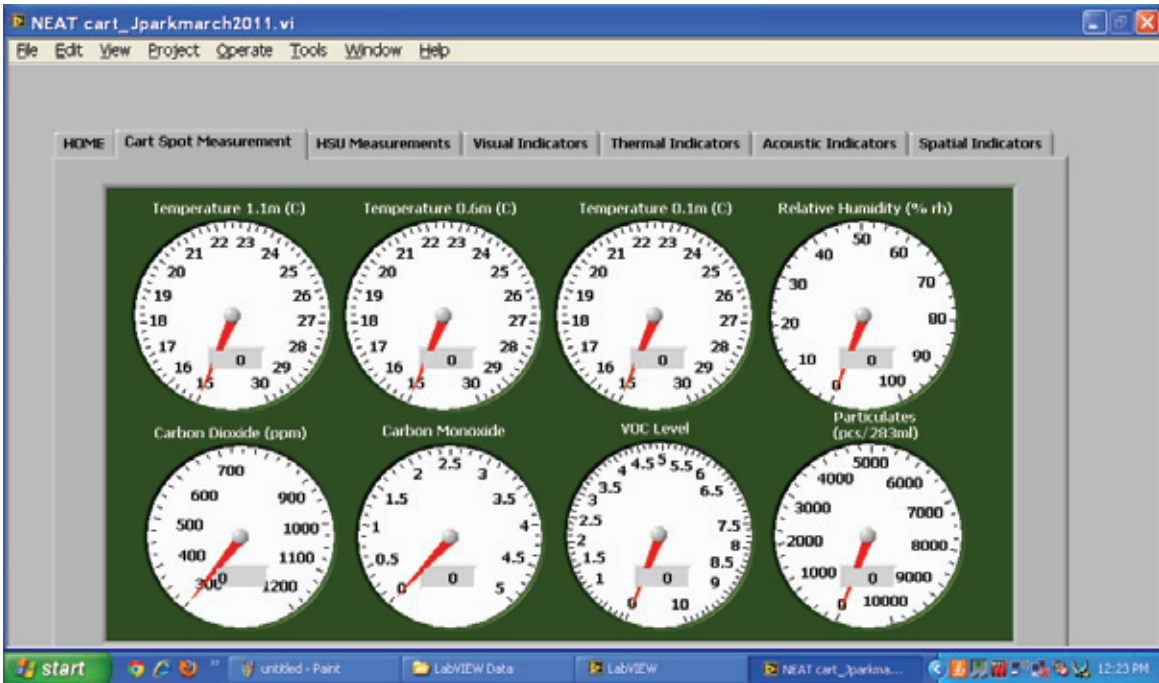 NEAT cart_Jparkmarch2011.vi
File Edit View Project Operate Tools Window Help
HOME Cart Spot Measurement HSU Measurements Visual Indicators Thermal Indicators Acoustic Indicators Spatial Indicators
Temperature 1.1m (C)
15 16 17 18 19 20 21 22 23 24 25 26 27 28 29 30
0
Temperature 0.6m (C)
15 16 17 18 19 20 21 22 23 24 25 26 27 28 29 30
0
Temperature 0.1m (C)
15 16 17 18 19 20 21 22 23 24 25 26 27 28 29 30
0
Relative Humidity (% rh)
0 10 20 30 40 50 60 70 80 90 100
0
Carbon Dioxide (ppm)
300 400 500 600 700 900 1000 1100 1200
0
Carbon Monoxide
0 0.5 1 1.5 2 2.5 3 3.5 4 4.5 5
0
VOC Level
0 1 1.5 2 2.5 3 3.5 4 4.5 5 5.5 6 6.5 7.5 8 8.5 9 10
0
Particulates
(pcs/283ml)
0 1000 2000 3000 4000 5000 6000 7000 8000 9000 10000
0
start untitled - Paint LabVIEW Data LabVIEW NEAT cart_Jparkma... 12:23 PM